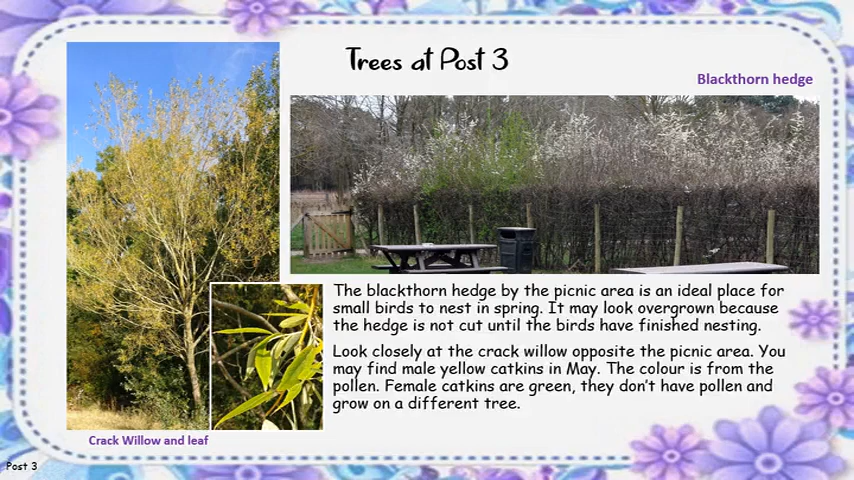 Trees at Post 3
Blackthorn hedge
The blackthorn hedge by the picnic area is an ideal place for
small birds to nest in spring. It may look overgrown because
the hedge is not cut until the birds have finished nesting.
Look closely at the crack willow opposite the picnic area. You
may find male yellow catkins in May. The colour is from the
pollen. Female catkins are green, they don't have pollen and
grow on a different tree.
Crack Willow and leaf
Post 3